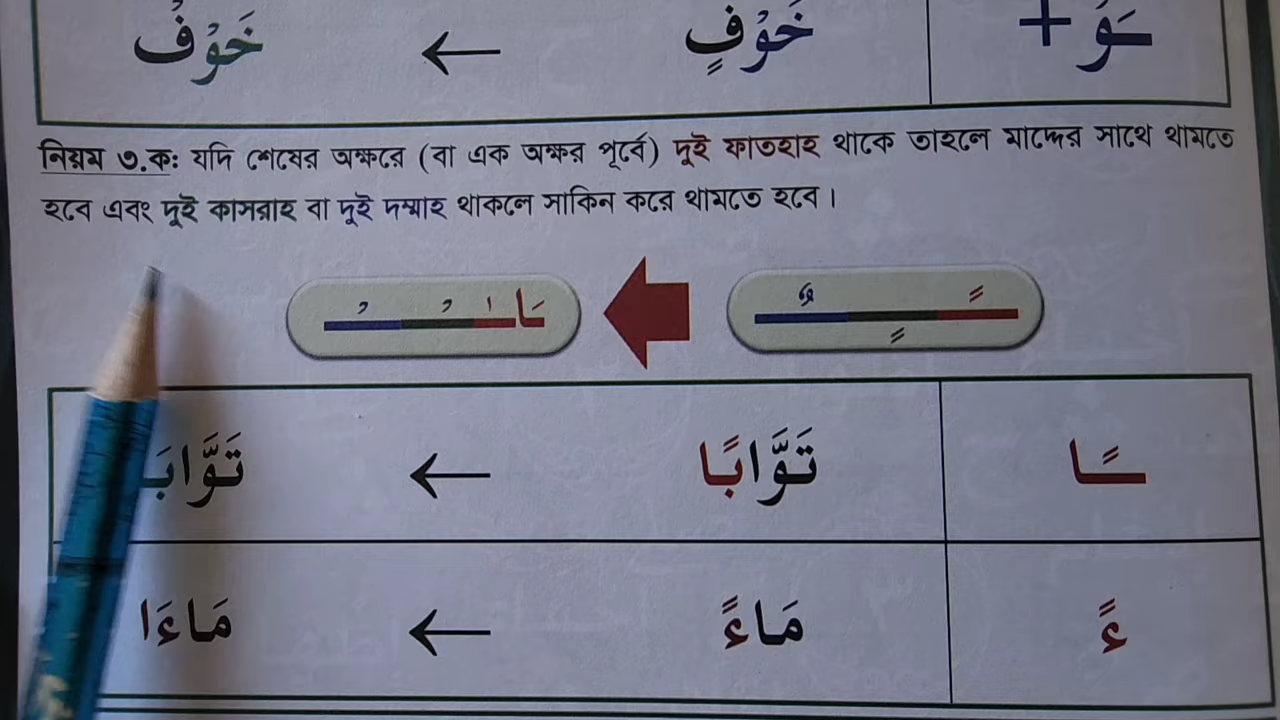 ـَوْ + خَوْفٍ ← خَوْفْ
নিয়ম ৩.ক: যদি শেষের অক্ষরে (বা এক অক্ষর পূর্বে) দুই ফাতহাহ থাকে তাহলে মাদ্দের সাথে থামতে
হবে এবং দুই কাসরাহ বা দুই দম্মাহ থাকলে সাকিন করে থামতে হবে।
ـًا تَوَّابًا ←
ءً مَاءً ← مَاءَا